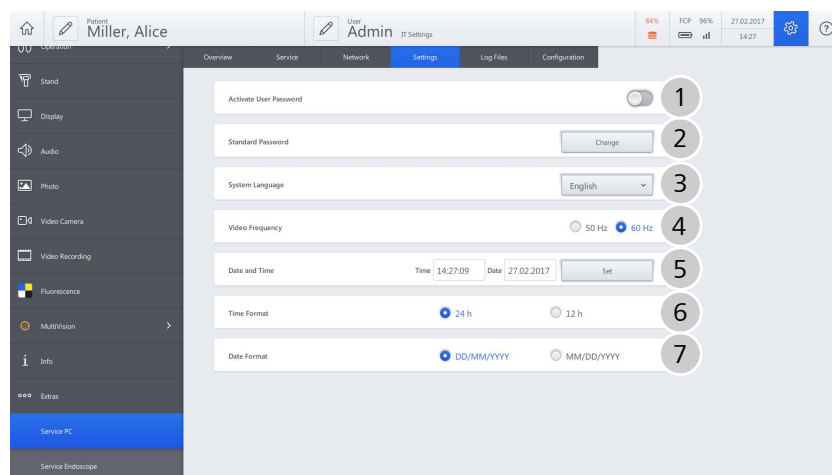 Patient
Miller, Alice
User
Admin IT Settings
84%
FCP 96%
27.02.2017
14:27
?
Operation
Overview Service Network Settings Log Files Configuration
Stand
Display
Audio
Photo
Video Camera
Video Recording
Fluorescence
MultiVision
i Info
Extras
Service PC
Service Endoscope
Activate User Password 1
Standard Password Change 2
System Language English 3
Video Frequency 50 Hz 60 Hz 4
Date and Time Time 14:27:09 Date 27.02.2017 Set 5
Time Format 24 h 12 h 6
Date Format DD/MM/YYYY MM/DD/YYYY 7